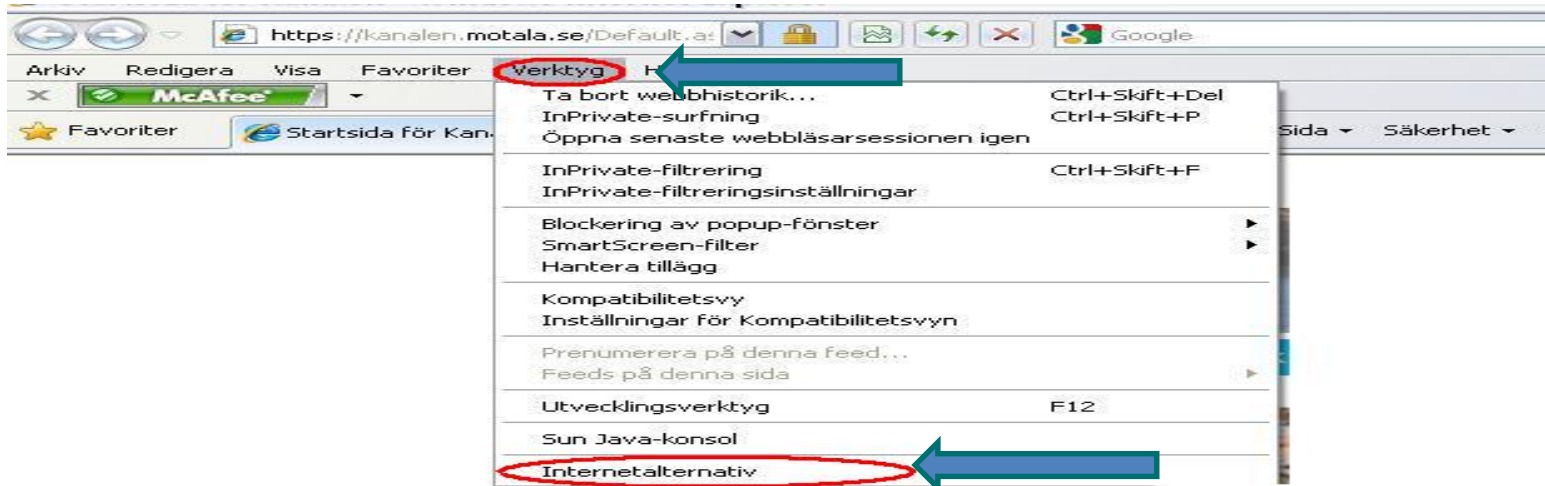 https://kanalen.motala.se/Default.as Google
Arkiv Redigera Visa Favoriter Verktyg H
McAfee
Favoriter Startsida för Kan Sida Säkerhet
Ta bort webbhistorik... Ctrl+Skift+Del
InPrivate-surfning Ctrl+Skift+P
Öppna senaste webbläsarsessionen igen
InPrivate-filtrering Ctrl+Skift+F
InPrivate-filtreringsinställningar
Blockering av popup-fönster
SmartScreen-filter
Hantera tillägg
Kompatibilitetsvy
Inställningar för Kompatibilitetsvyn
Prenumerera på denna feed...
Feeds på denna sida
Utvecklingsverktyg F12
Sun Java-konsol
Internetalternativ